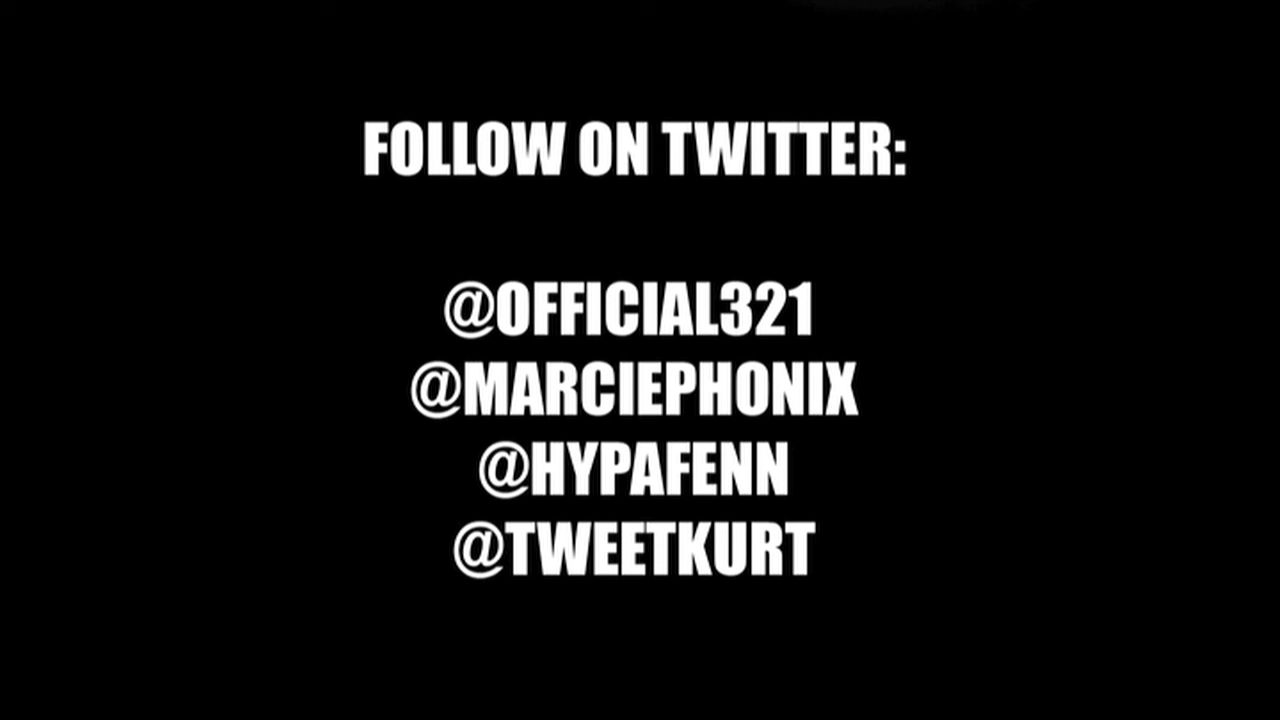 FOLLOW ON TWITTER:
@OFFICIAL321
@MARCIEPHONIX
@HYPAFENN
@TWEETKURT